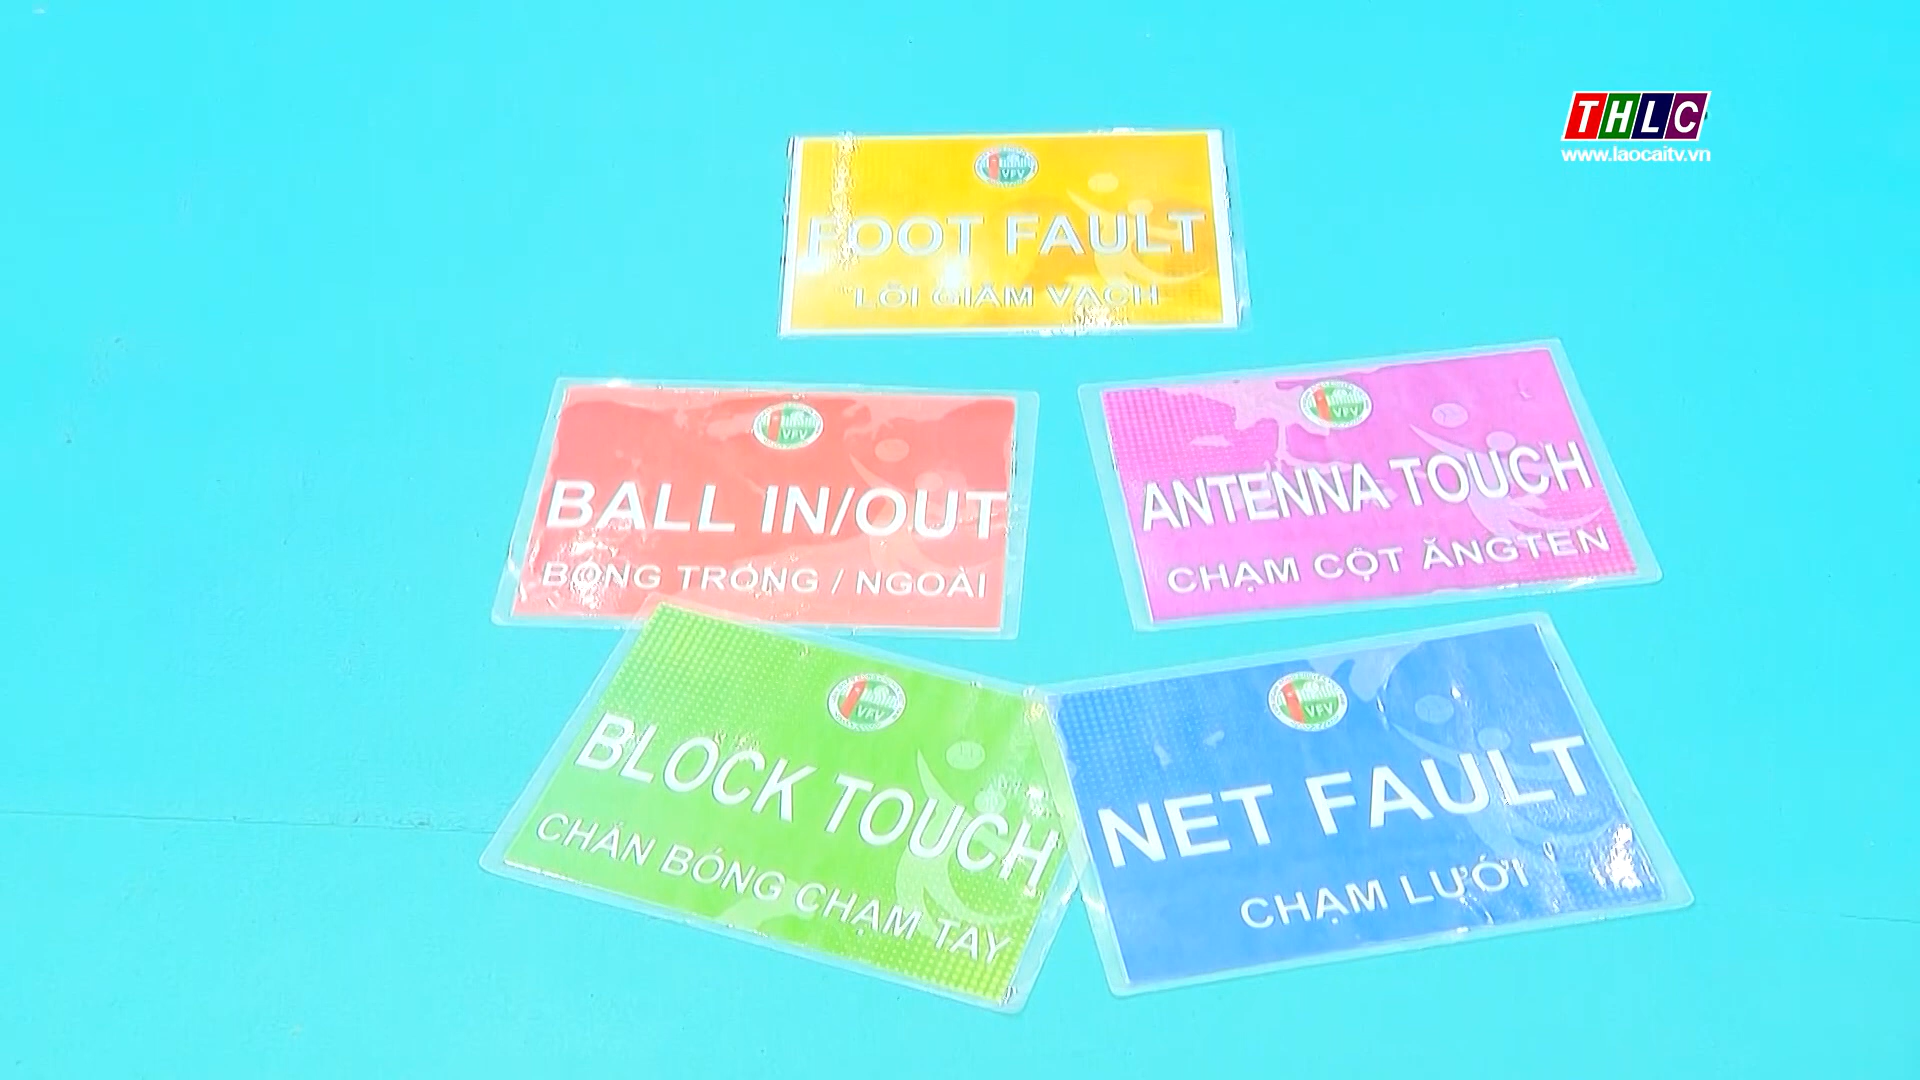 THLC
www.laocaitv.vn
VFV
FOOT FAULT
LỖI GIẪM VẠCH
VFV
BALL IN/OUT
BÓNG TRONG / NGOÀI
VFV
ANTENNA TOUCH
CHẠM CỘT ĂNGTEN
VFV
BLOCK TOUCH
CHẮN BÓNG CHẠM TAY
VFV
NET FAULT
CHẠM LƯỚI